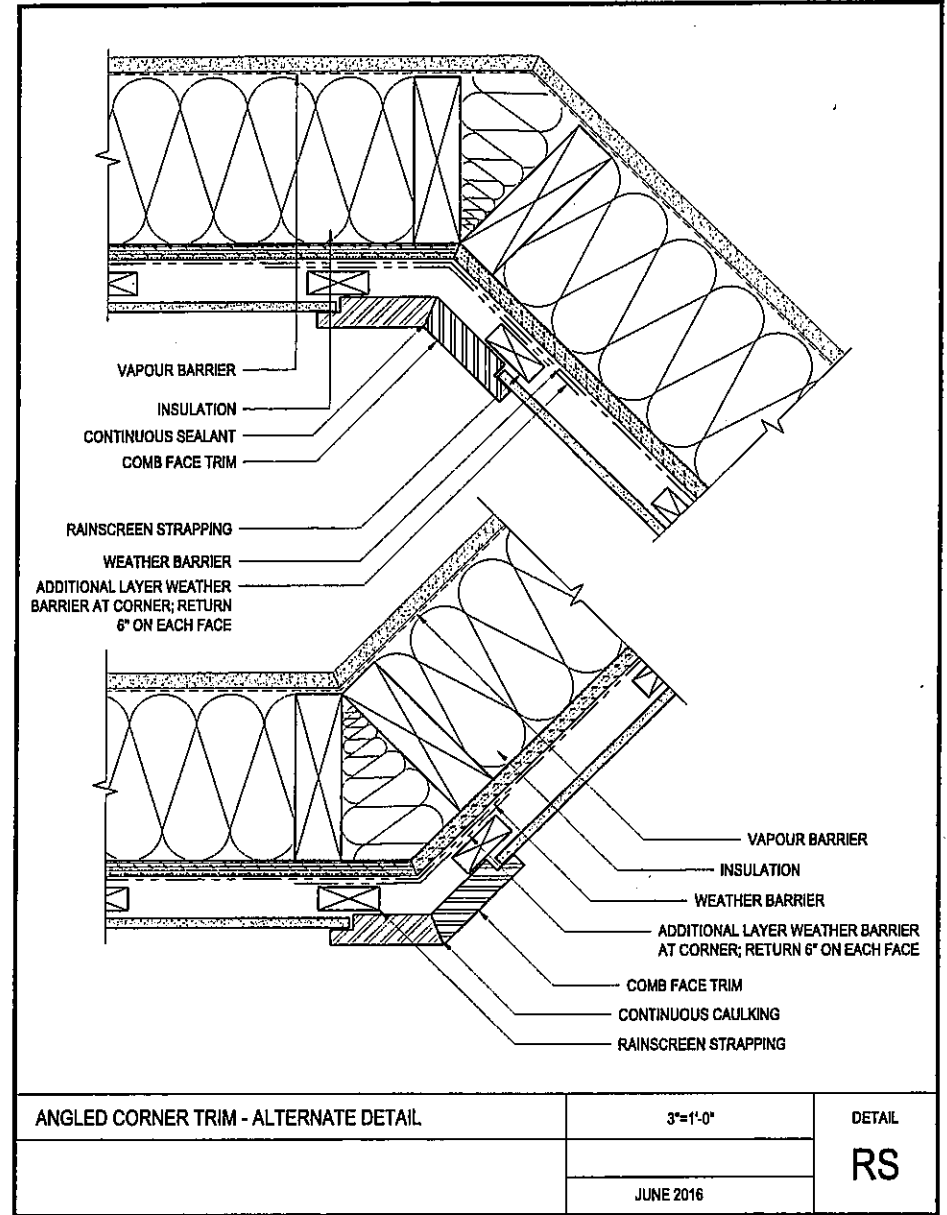 VAPOUR BARRIER
INSULATION
CONTINUOUS SEALANT
COMB FACE TRIM
RAINSCREEN STRAPPING
WEATHER BARRIER
ADDITIONAL LAYER WEATHER
BARRIER AT CORNER; RETURN
6" ON EACH FACE
VAPOUR BARRIER
INSULATION
WEATHER BARRIER
ADDITIONAL LAYER WEATHER BARRIER
AT CORNER; RETURN 6" ON EACH FACE
COMB FACE TRIM
CONTINUOUS CAULKING
RAINSCREEN STRAPPING
ANGLED CORNER TRIM - ALTERNATE DETAIL
3"=1'-0"
DETAIL
RS
JUNE 2016